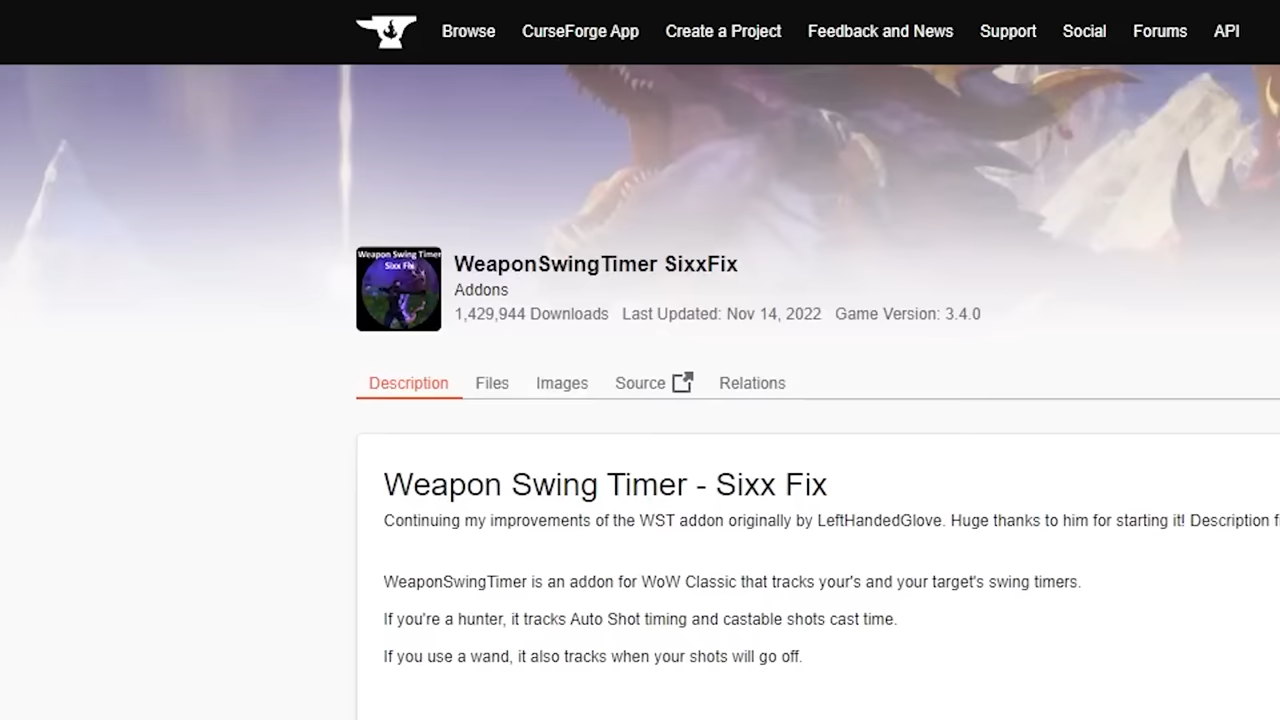 Browse CurseForge App Create a Project Feedback and News Support Social Forums API
Weapon Swing Timer
Sixx Fix
WeaponSwingTimer SixxFix
Addons
1,429,944 Downloads Last Updated: Nov 14, 2022 Game Version: 3.4.0
Description Files Images Source Relations
Weapon Swing Timer - Sixx Fix
Continuing my improvements of the WST addon originally by LeftHandedGlove. Huge thanks to him for starting it! Description f
WeaponSwingTimer is an addon for WoW Classic that tracks your's and your target's swing timers.
If you're a hunter, it tracks Auto Shot timing and castable shots cast time.
If you use a wand, it also tracks when your shots will go off.